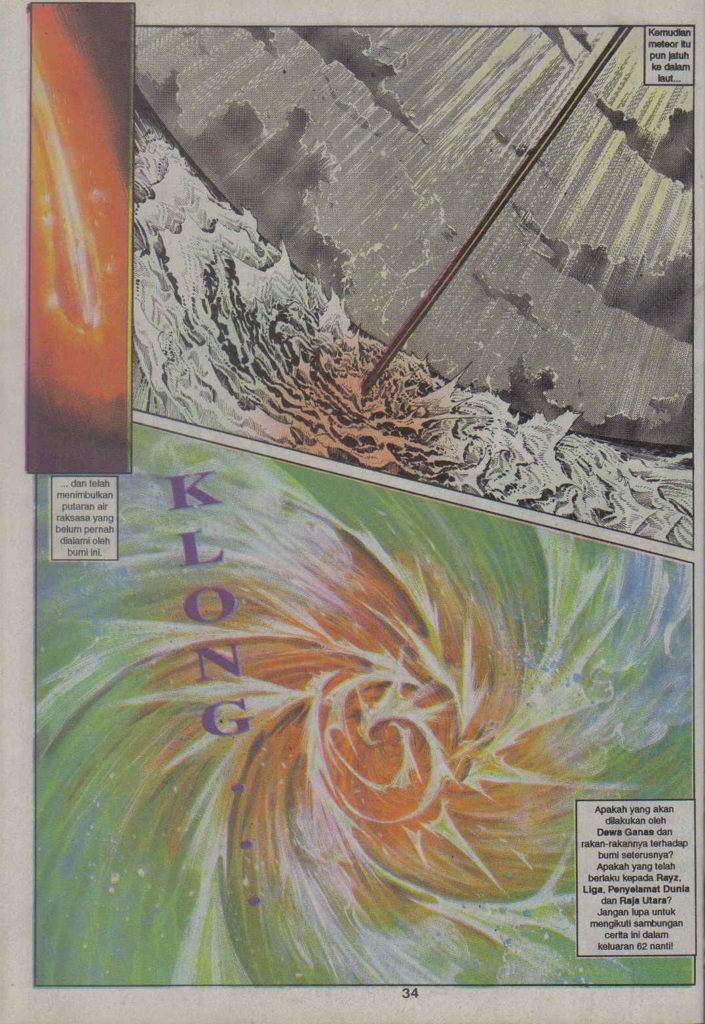 Kemudian
meteor itu
pun jatuh
ke dalam
laut...
... dan telah
menimbulkan
putaran air
raksasa yang
belum pernah
dialami oleh
bumi ini.
KLONG...
Apakah yang akan
dilakukan oleh
Dewa Ganas dan
rakan-rakannya terhadap
bumi seterusnya?
Apakah yang telah
berlaku kepada Rayz,
Liga, Penyelamat Dunia
dan Raja Utara?
Jangan lupa untuk
mengikuti sambungan
cerita ini dalam
keluaran 62 nanti!
34